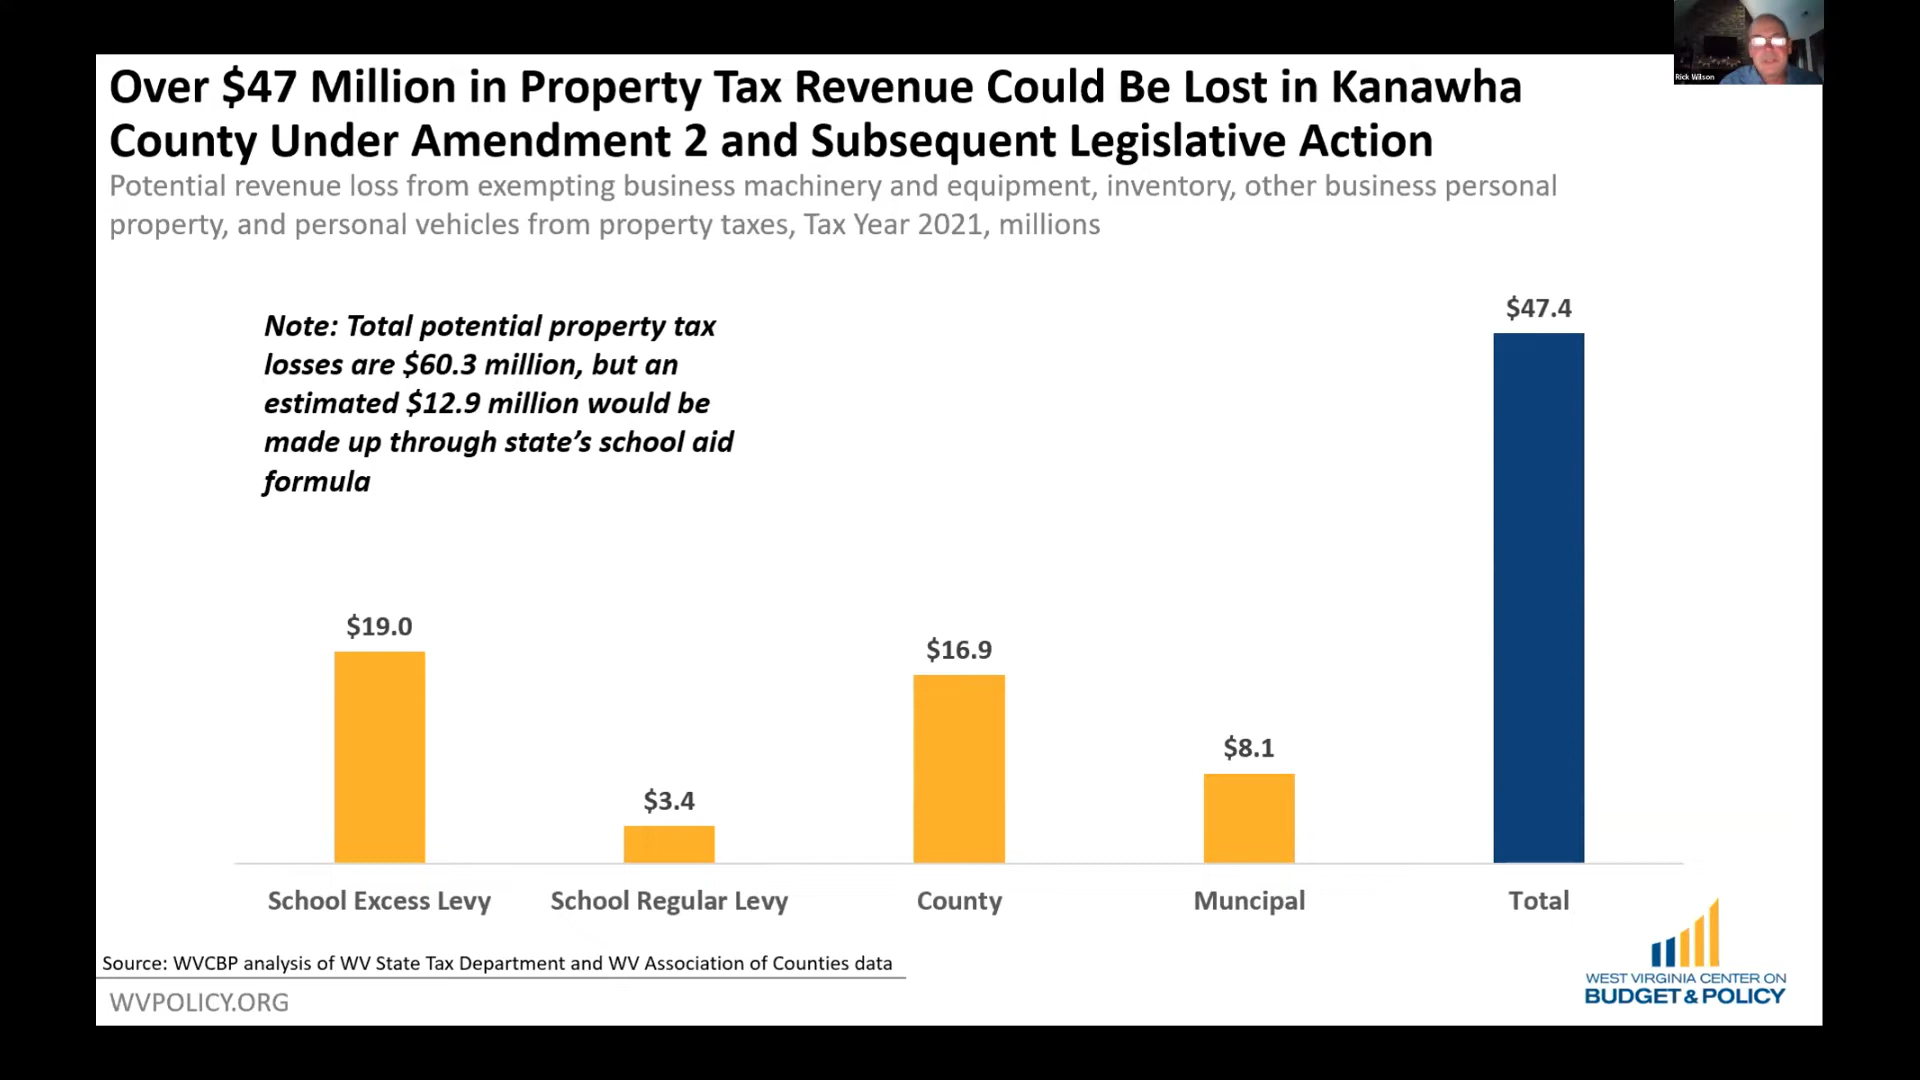 Rick Wilson
Over $47 Million in Property Tax Revenue Could Be Lost in Kanawha
County Under Amendment 2 and Subsequent Legislative Action
Potential revenue loss from exempting business machinery and equipment, inventory, other business personal
property, and personal vehicles from property taxes, Tax Year 2021, millions
Note: Total potential property tax
losses are $60.3 million, but an
estimated $12.9 million would be
made up through state’s school aid
formula
$19.0
$3.4
$16.9
$8.1
$47.4
School Excess Levy
School Regular Levy
County
Muncipal
Total
Source: WVCBP analysis of WV State Tax Department and WV Association of Counties data
WVPOLICY.ORG
WEST VIRGINIA CENTER ON
BUDGET & POLICY